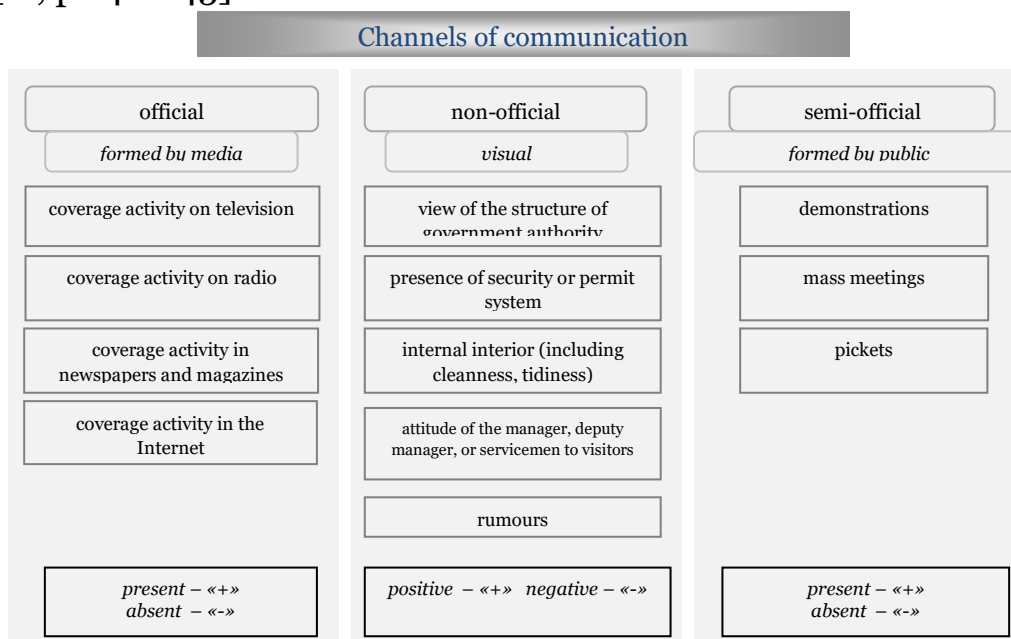 Channels of communication
official
formed by media
coverage activity on television
coverage activity on radio
coverage activity in
newspapers and magazines
coverage activity in the
Internet
present – «+»
absent – «-»
non-official
visual
view of the structure of
government authority
presence of security or permit
system
internal interior (including
cleanness, tidiness)
attitude of the manager, deputy
manager, or servicemen to visitors
rumours
positive – «+» negative – «-»
semi-official
formed by public
demonstrations
mass meetings
pickets
present – «+»
absent – «-»